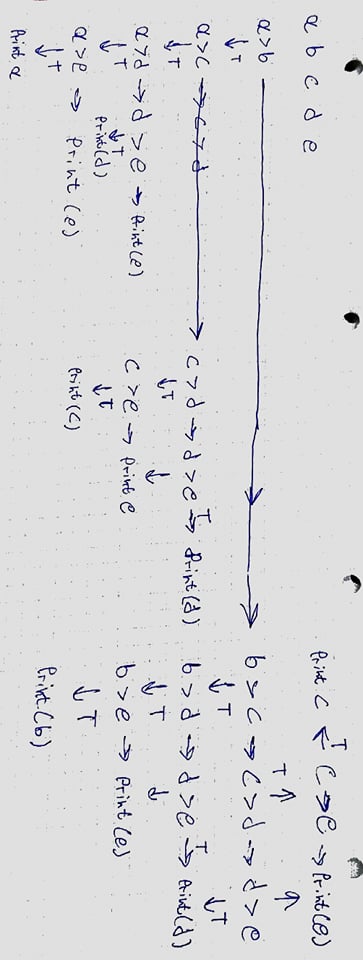 a b c d e
a>b → b>c → c>d → d>e
↓T ↓T T↑ ↑ ↓T
Print c ←T c>e → Print(e)
a>c → c>d → d>e →T Print(d)
↓T ↓T
b>d → d>e →T Print(d)
↓T ↓
a>d → d>e → Print(e)
↓T ↓T
Print(d)
c>e → Print e
↓T ↓
Print(c)
b>e → Print(e)
↓T
Print(b)
a>e → Print(e)
↓T
Print a